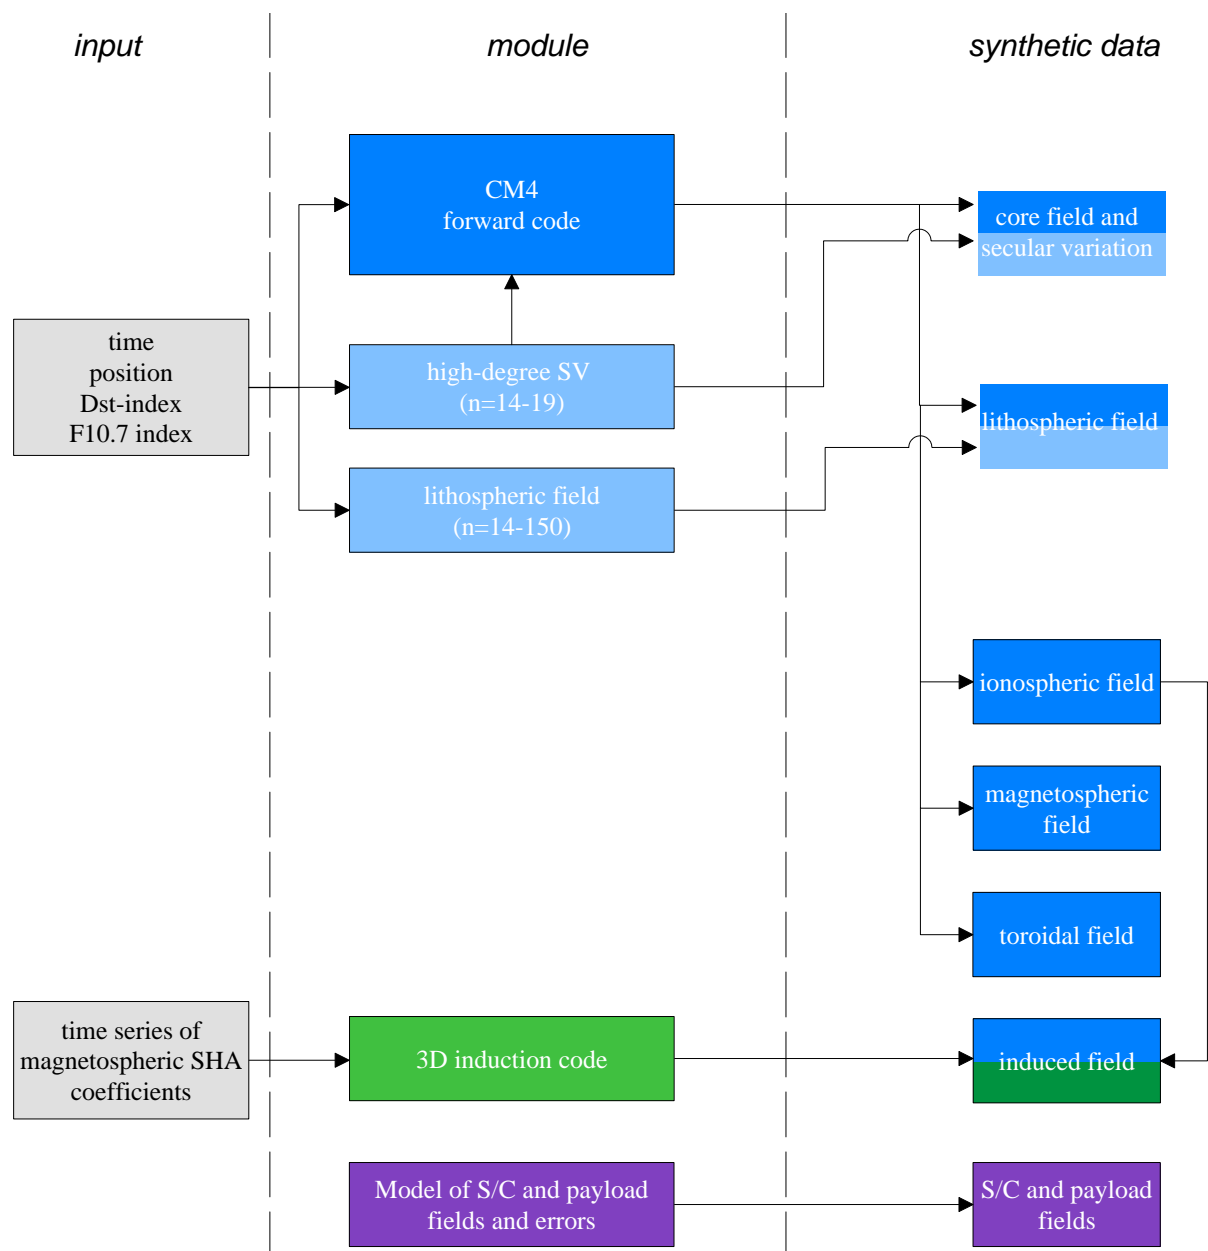 input
module
synthetic data
CM4
forward code
core field and
secular variation
time
position
Dst-index
F10.7 index
high-degree SV
(n=14-19)
lithospheric field
lithospheric field
(n=14-150)
ionospheric field
magnetospheric
field
toroidal field
time series of
magnetospheric SHA
coefficients
3D induction code
induced field
Model of S/C and payload
fields and errors
S/C and payload
fields